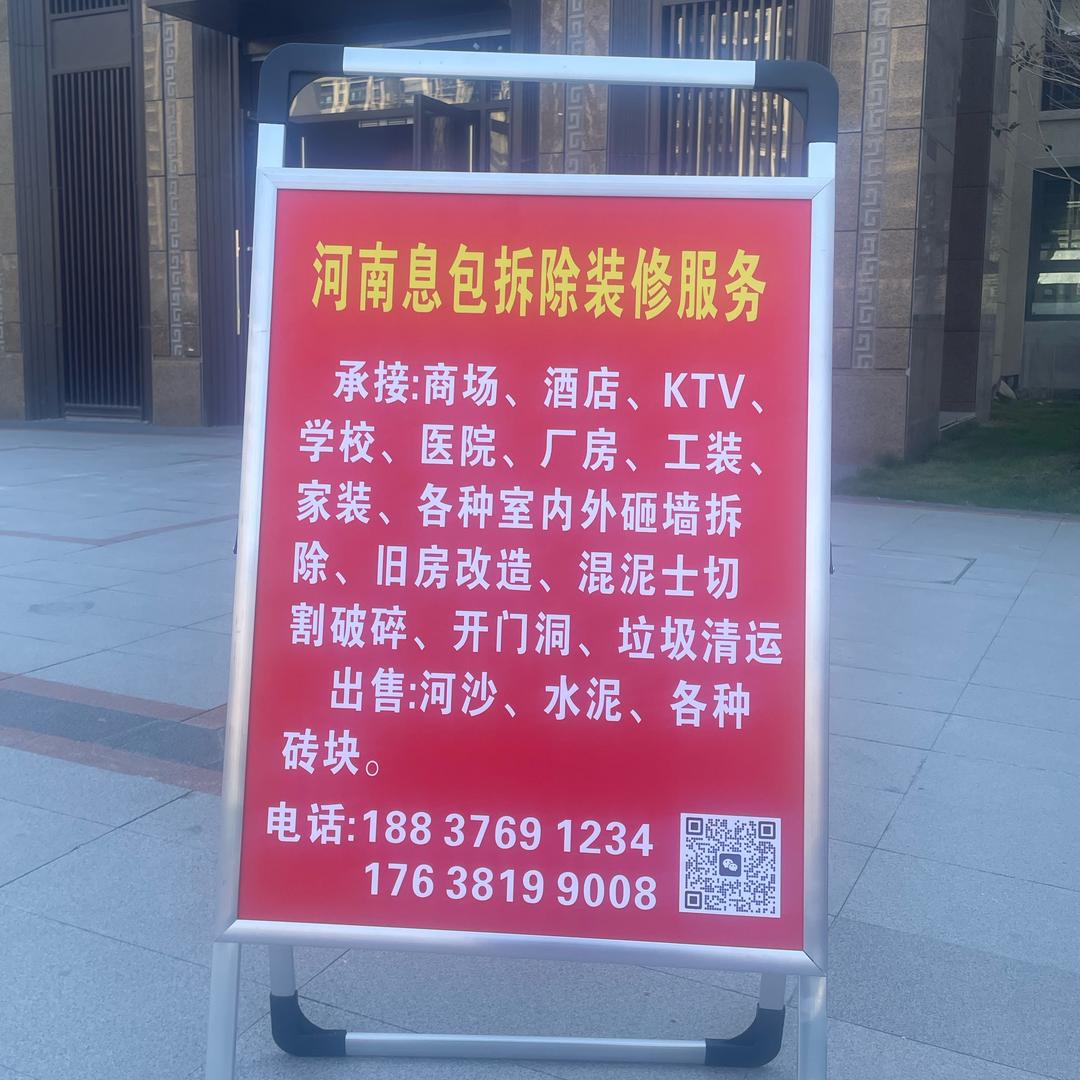 河南息包拆除装修服务
承接:商场、酒店、KTV、
学校、医院、厂房、工装、
家装、各种室内外砸墙拆
除、旧房改造、混泥士切
割破碎、开门洞、垃圾清运
出售:河沙、水泥、各种
砖块。
电话:188 3769 1234
176 3819 9008